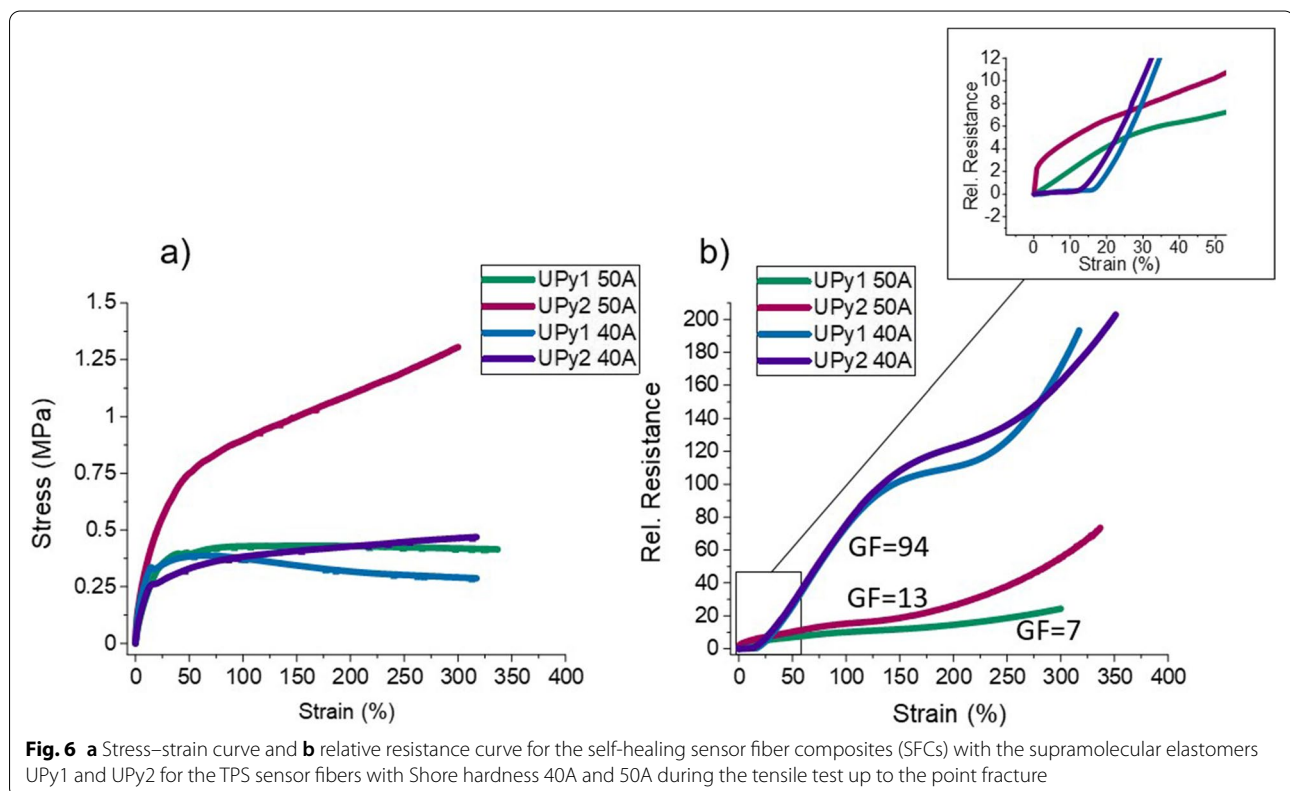 12
10
8
6
4
2
0
-2
Rel. Resistance
0 10 20 30 40 50
Strain (%)
a)
UPy1 50A
UPy2 50A
UPy1 40A
UPy2 40A
1.5
1.25
1
0.75
0.5
0.25
0
Stress (MPa)
0 50 100 150 200 250 300 350 400
Strain (%)
b)
UPy1 50A
UPy2 50A
UPy1 40A
UPy2 40A
200
180
160
140
120
100
80
60
40
20
0
Rel. Resistance
GF=94
GF=13
GF=7
0 50 100 150 200 250 300 350 400
Strain (%)
Fig. 6 a Stress–strain curve and b relative resistance curve for the self-healing sensor fiber composites (SFCs) with the supramolecular elastomers
UPy1 and UPy2 for the TPS sensor fibers with Shore hardness 40A and 50A during the tensile test up to the point fracture